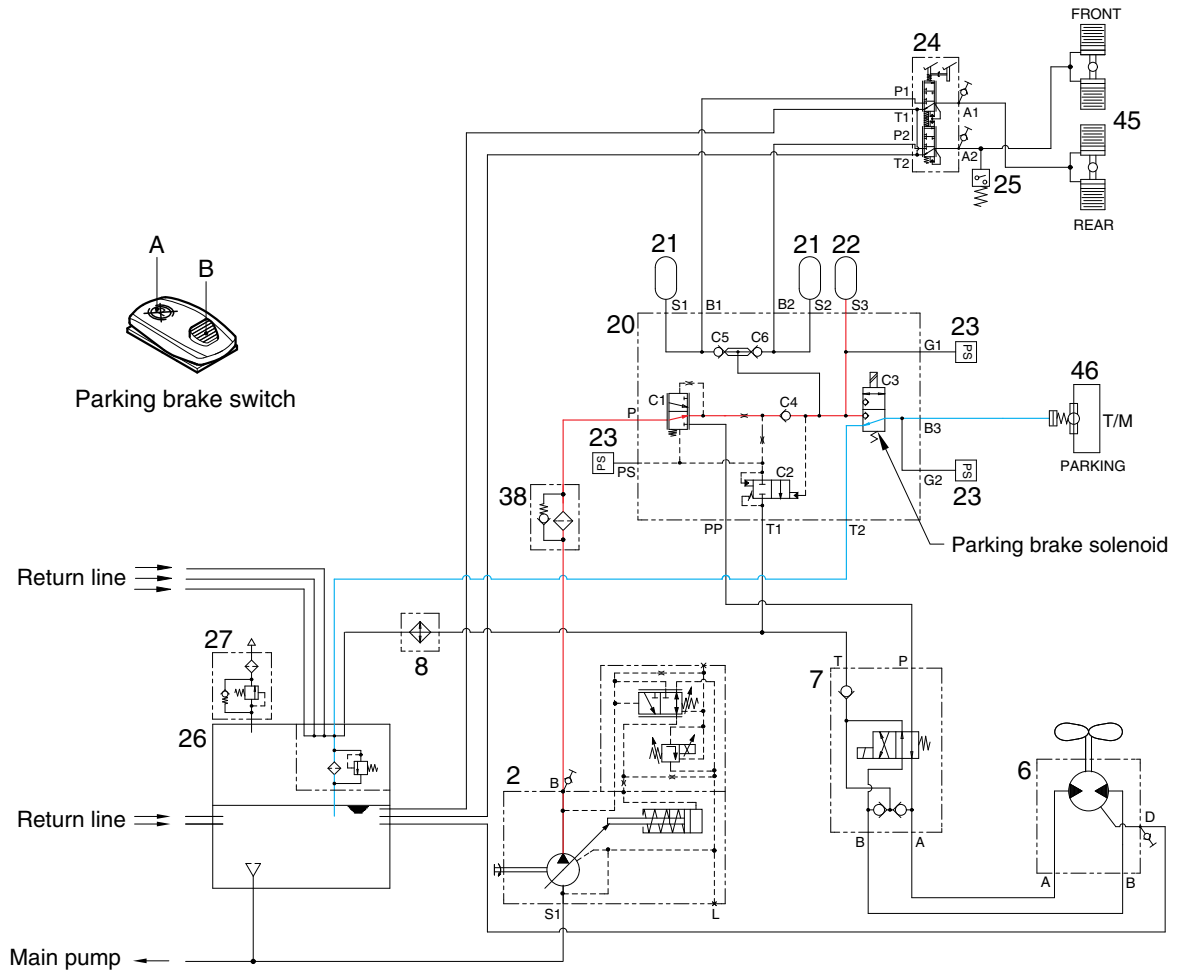 FRONT
24
P1
A1
T1
45
P2
A2
T2
25
REAR
A
B
Parking brake switch
21
21
22
S1
B1
B2
S2
S3
20
23
C5
C6
G1
PS
46
C3
C1
C4
P
B3
T/M
23
PS
PS
C2
PARKING
G2
PS
23
38
PP
T1
T2
Parking brake solenoid
Return line
27
8
T
P
7
26
2
B
6
Return line
D
B
A
A
B
S1
L
Main pump